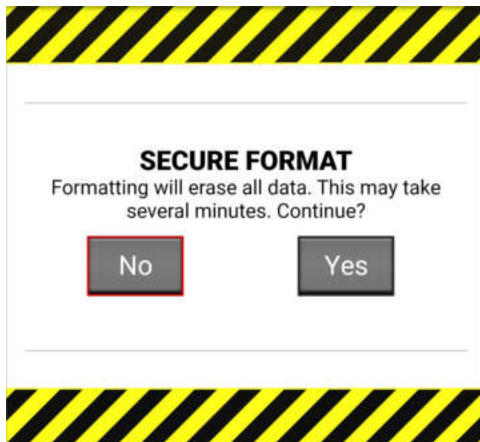 SECURE FORMAT
Formatting will erase all data. This may take
several minutes. Continue?
No Yes